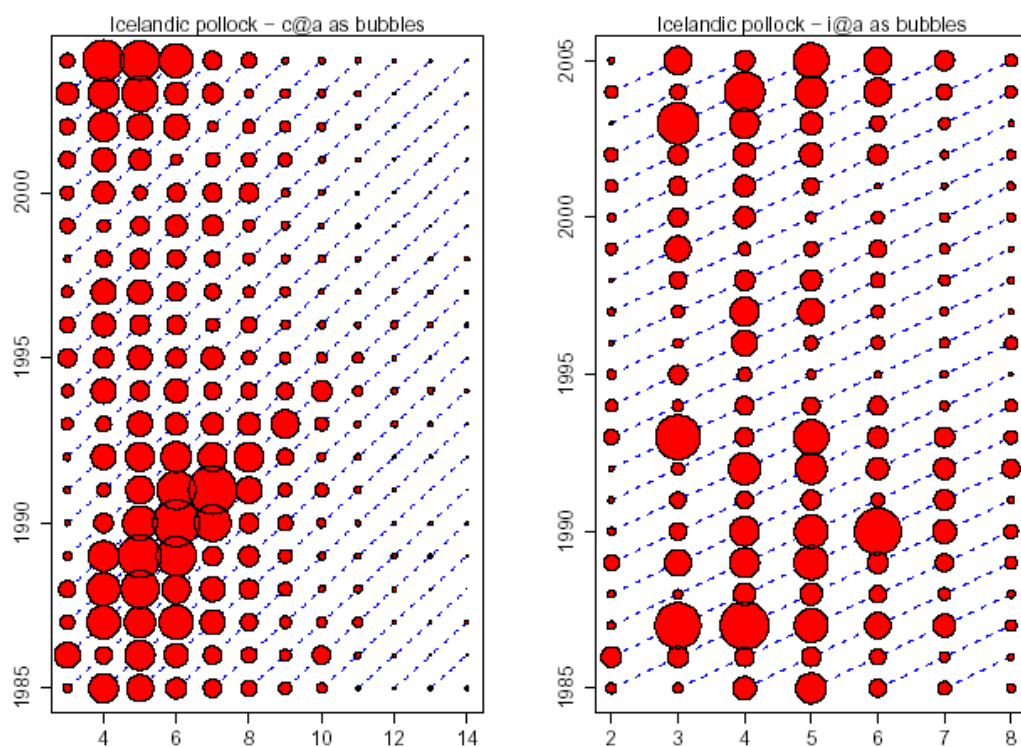 Icelandic pollock – c@a as bubbles
2000
1995
1990
1985
4 6 8 10 12 14
Icelandic pollock – i@a as bubbles
2005
2000
1995
1990
1985
2 3 4 5 6 7 8